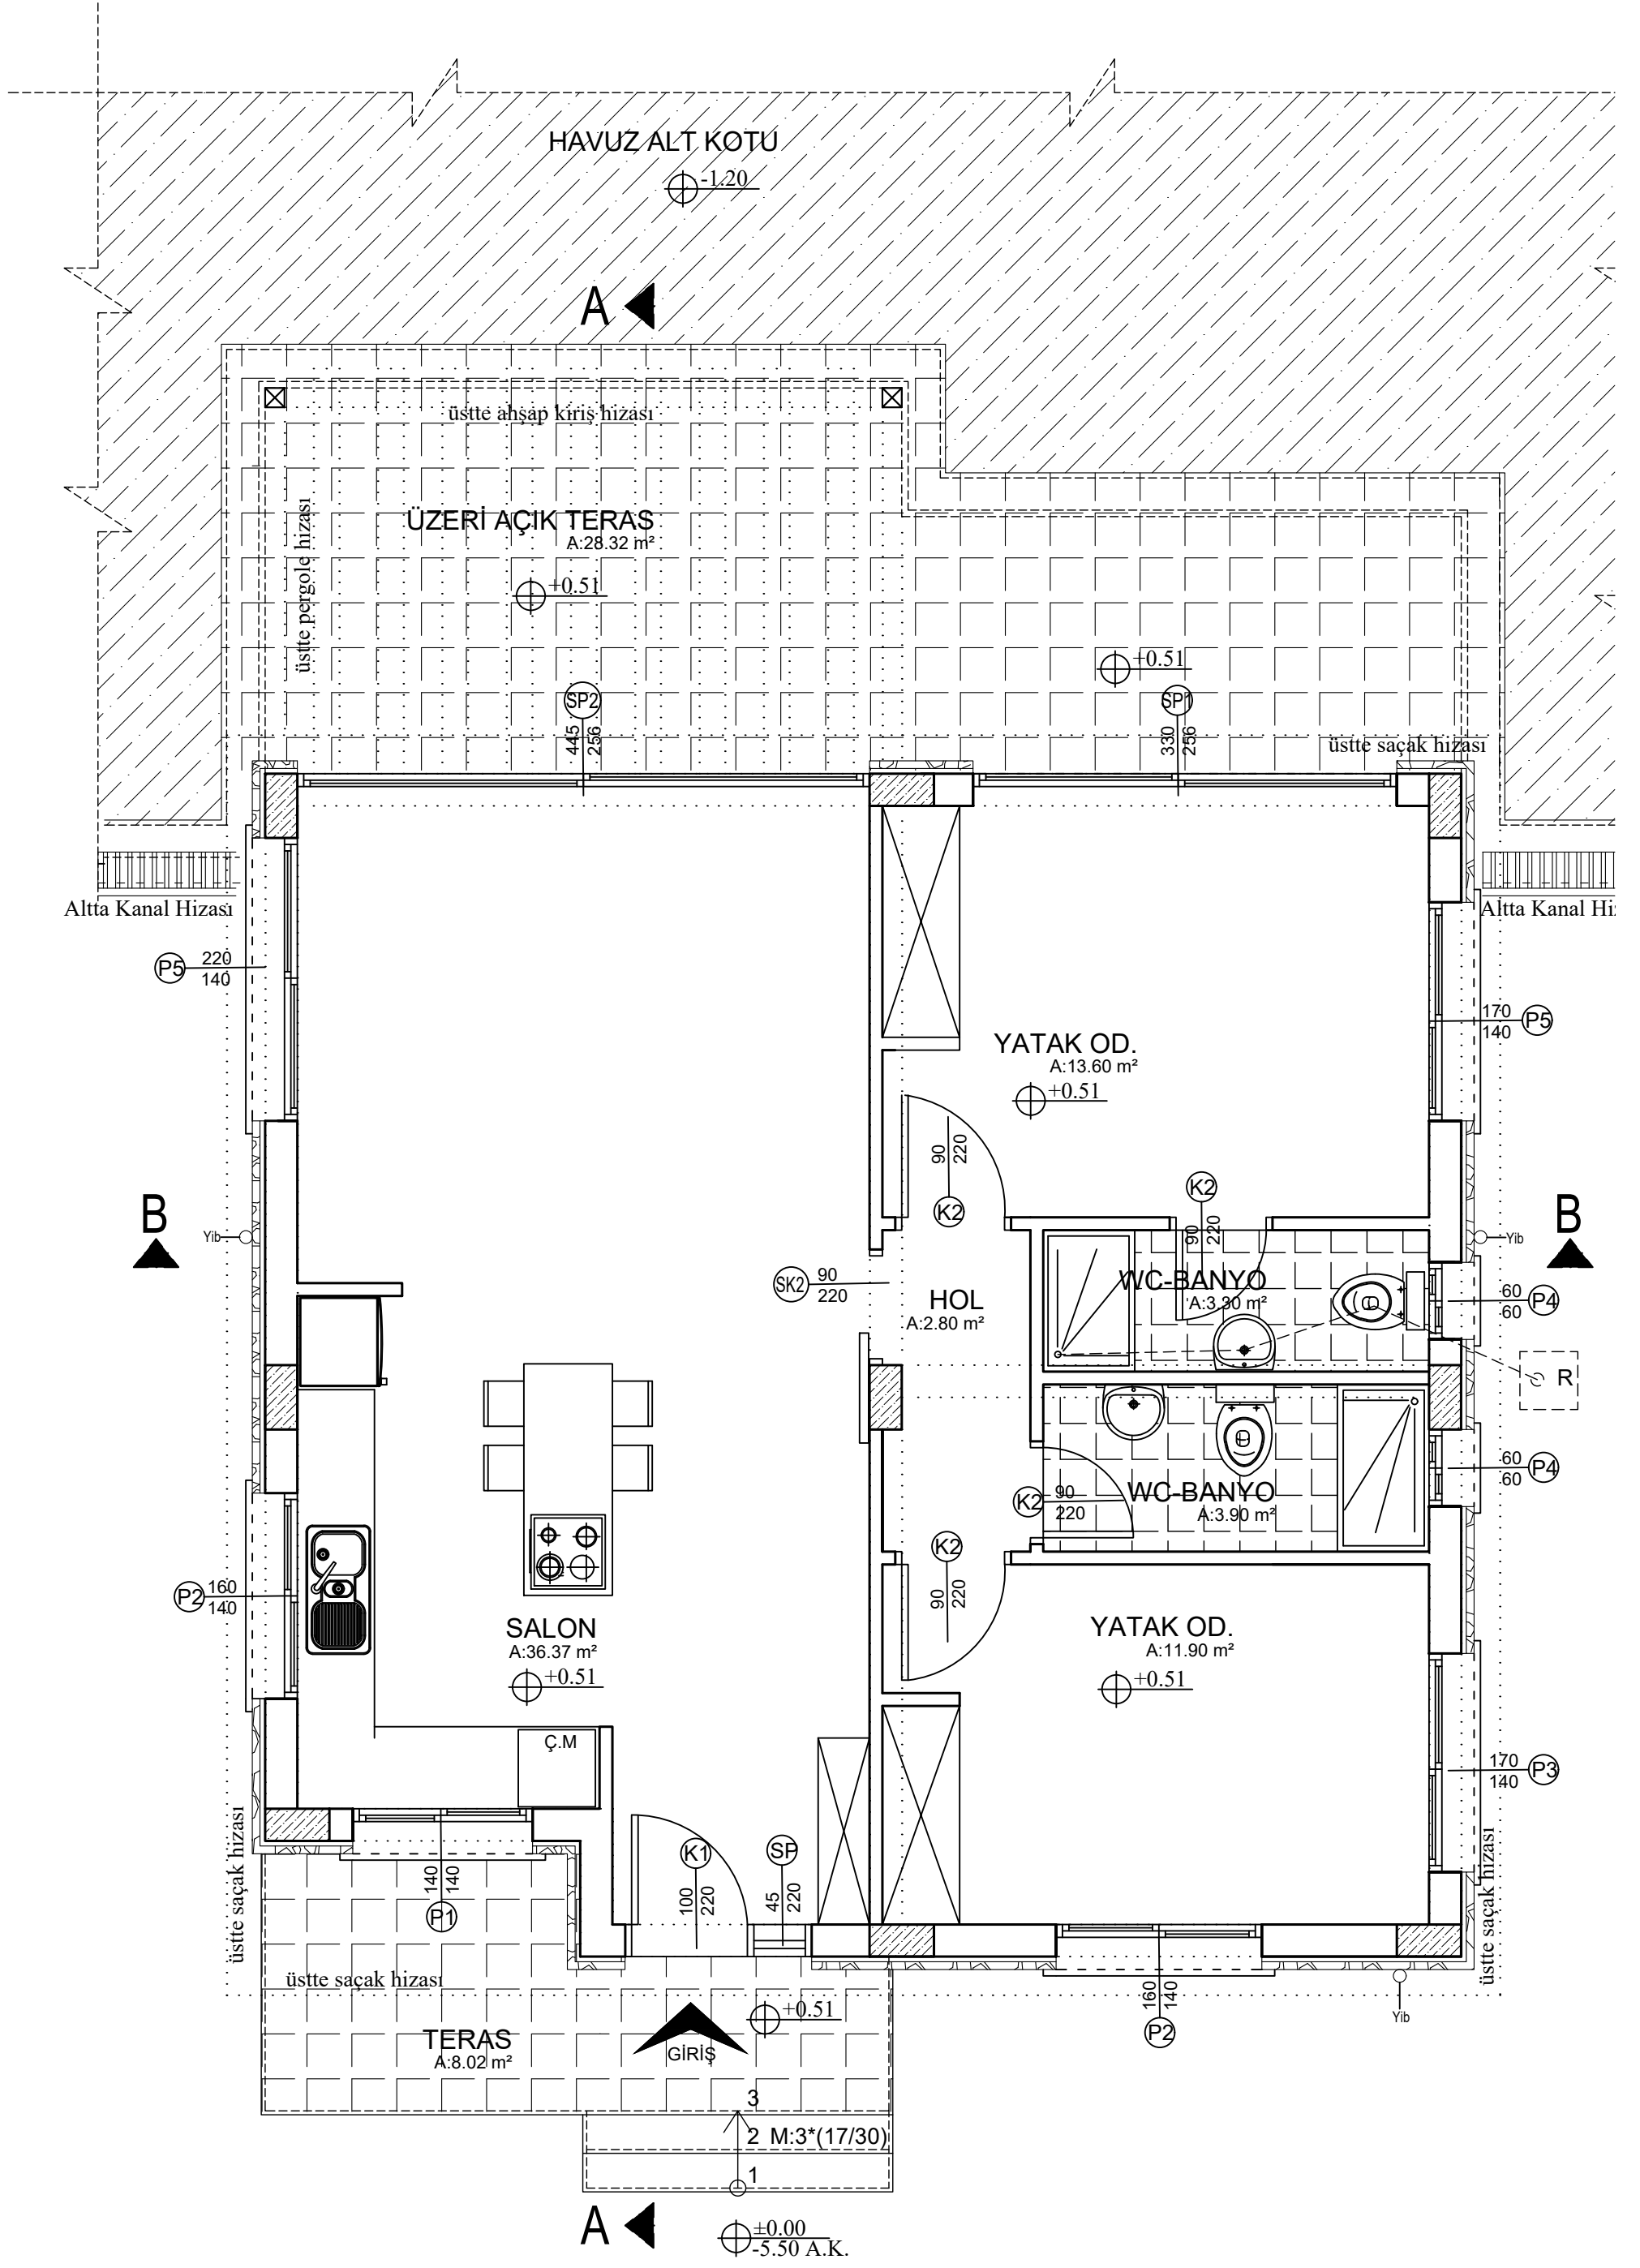 HAVUZ ALT KOTU
-1.20
A
üstte ahşap kiriş hizası
üstte pergole hizası
ÜZERİ AÇIK TERAS
A:28.32 m²
+0.51
+0.51
SP2
445
256
SP1
330
256
üstte saçak hizası
Altta Kanal Hizası
Altta Kanal Hi
P5
220
140
170
140
P5
YATAK OD.
A:13.60 m²
+0.51
90
220
K2
K2
90
220
B
Yib
B
Yib
SK2
90
220
HOL
A:2.80 m²
WC-BANYO
A:3.30 m²
60
60
P4
R
60
60
P4
K2
90
220
WC-BANYO
A:3.90 m²
K2
90
220
P2
160
140
SALON
A:36.37 m²
+0.51
YATAK OD.
A:11.90 m²
+0.51
Ç.M
170
140
P3
üstte saçak hizası
140
140
P1
K1
100
220
SP
45
220
üstte saçak hizası
üstte saçak hizası
160
140
P2
Yib
+0.51
TERAS
A:8.02 m²
GİRİŞ
3
2 M:3*(17/30)
1
A
±0.00
-5.50 A.K.